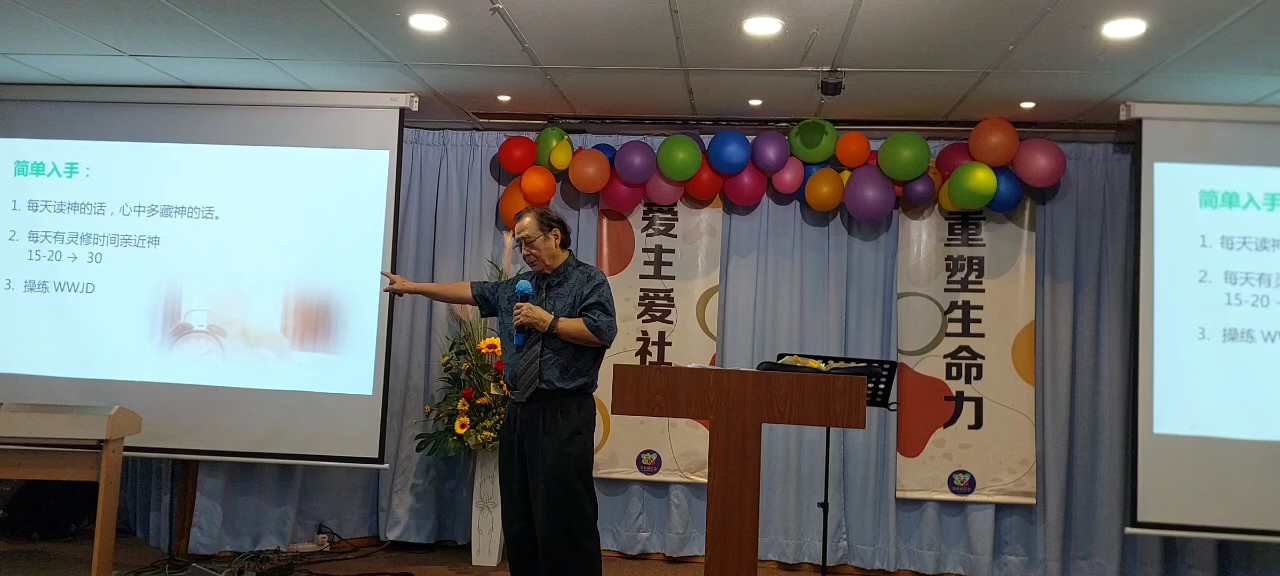 简单入手：
1. 每天读神的话，心中多藏神的话。
2. 每天有灵修时间亲近神
15-20 → 30
3. 操练 WWJD
爱主爱社
重塑生命力
简单入手
1. 每天读神
2. 每天有
15-20
3. 操练